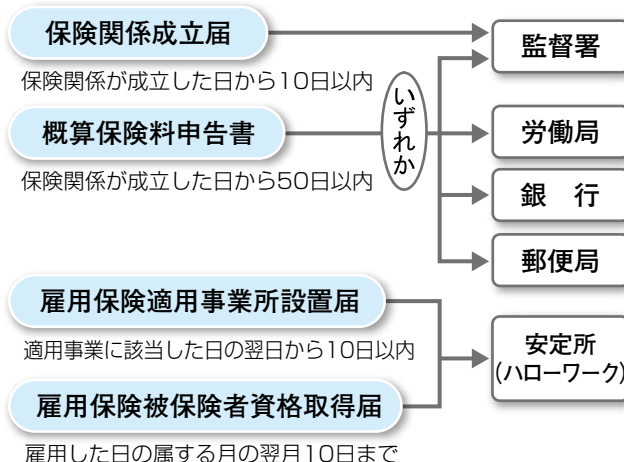 保険関係成立届
監督署
保険関係が成立した日から10日以内
いずれか
概算保険料申告書
労働局
保険関係が成立した日から50日以内
銀　行
郵便局
雇用保険適用事業所設置届
適用事業に該当した日の翌日から10日以内
安定所
(ハローワーク)
雇用保険被保険者資格取得届
雇用した日の属する月の翌月10日まで